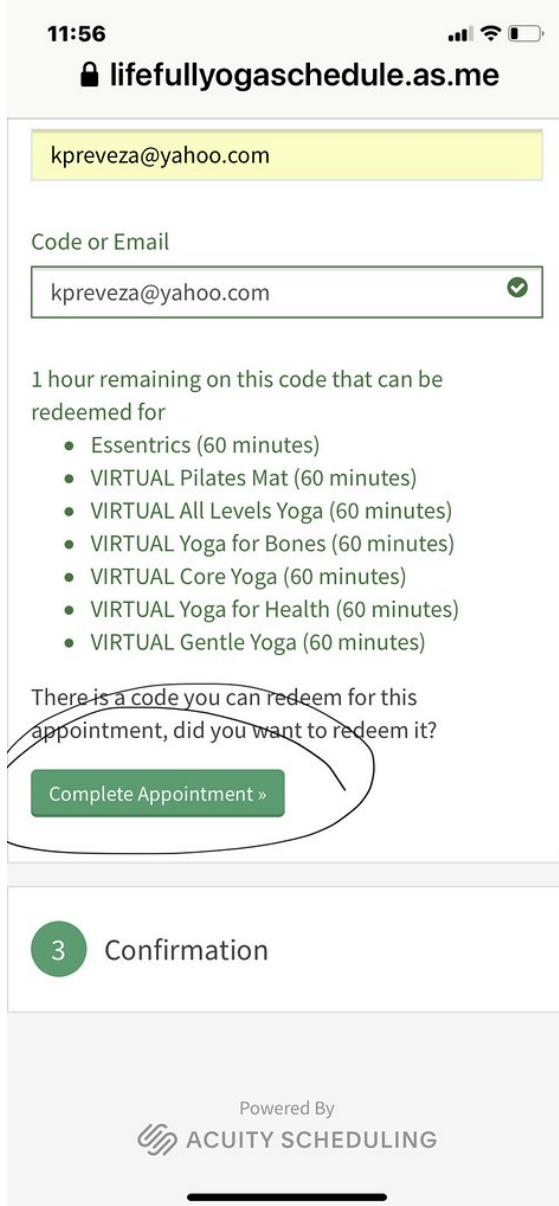 11:56
lifefullyogaschedule.as.me
kpreveza@yahoo.com
Code or Email
kpreveza@yahoo.com
1 hour remaining on this code that can be
redeemed for
• Essentrics (60 minutes)
• VIRTUAL Pilates Mat (60 minutes)
• VIRTUAL All Levels Yoga (60 minutes)
• VIRTUAL Yoga for Bones (60 minutes)
• VIRTUAL Core Yoga (60 minutes)
• VIRTUAL Yoga for Health (60 minutes)
• VIRTUAL Gentle Yoga (60 minutes)
There is a code you can redeem for this
appointment, did you want to redeem it?
Complete Appointment »
3 Confirmation
Powered By
ACUITY SCHEDULING